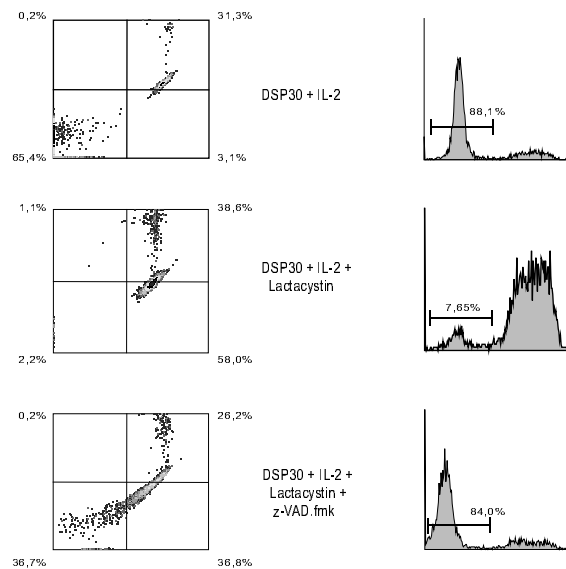 0,2% 31,3%
DSP30 + IL-2
88,1%
65,4% 3,1%
1,1% 38,6%
DSP30 + IL-2 +
Lactacystin
7,65%
2,2% 58,0%
0,2% 26,2%
DSP30 + IL-2 +
Lactacystin +
z-VAD.fmk
84,0%
36,7% 36,8%